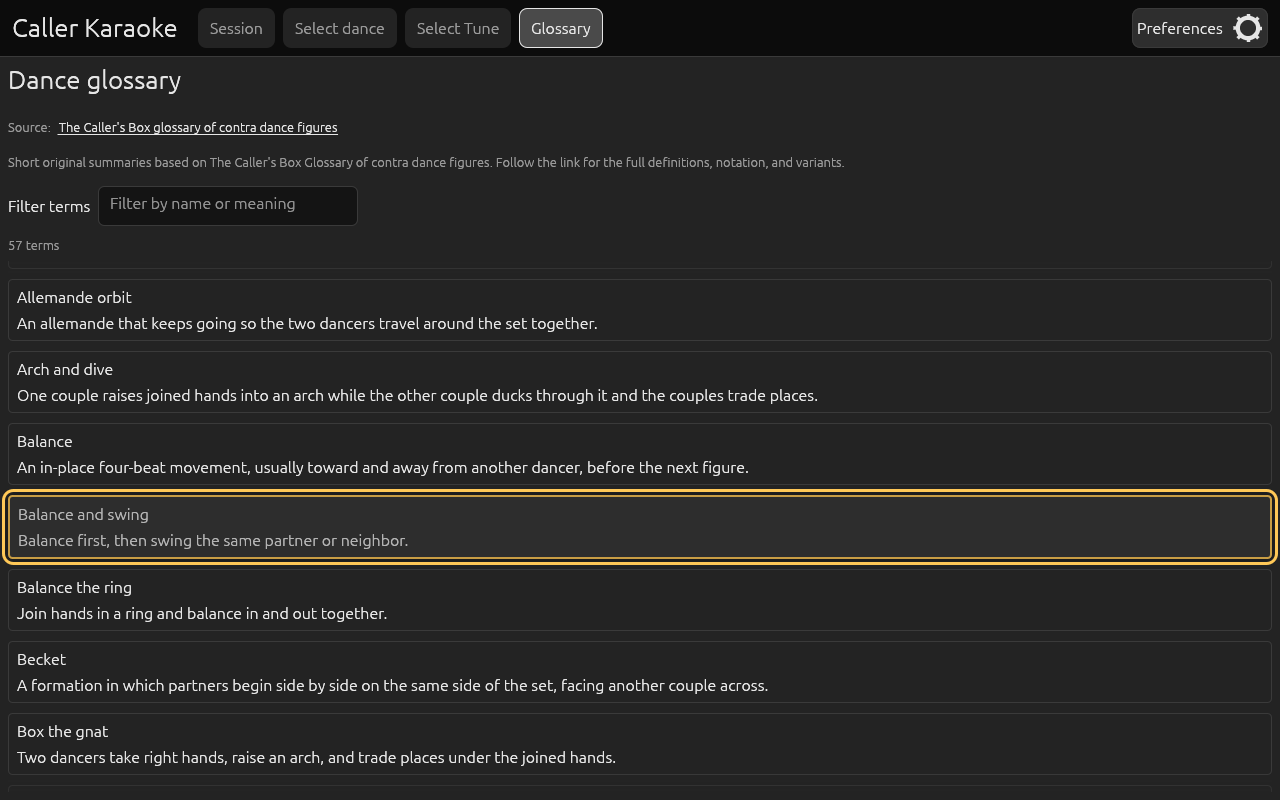 Caller Karaoke
Session
Select dance
Select Tune
Glossary
Preferences
Dance glossary
Source: The Caller's Box glossary of contra dance figures
Short original summaries based on The Caller's Box Glossary of contra dance figures. Follow the link for the full definitions, notation, and variants.
Filter terms
Filter by name or meaning
57 terms
Allemande orbit
An allemande that keeps going so the two dancers travel around the set together.
Arch and dive
One couple raises joined hands into an arch while the other couple ducks through it and the couples trade places.
Balance
An in-place four-beat movement, usually toward and away from another dancer, before the next figure.
Balance and swing
Balance first, then swing the same partner or neighbor.
Balance the ring
Join hands in a ring and balance in and out together.
Becket
A formation in which partners begin side by side on the same side of the set, facing another couple across.
Box the gnat
Two dancers take right hands, raise an arch, and trade places under the joined hands.